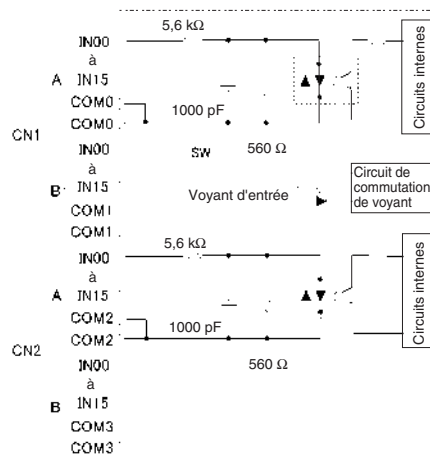 5,6 kΩ
IN00
à
A IN15
COM0
COM0
1000 pF
560 Ω
Circuits internes
CN1
IN00
à
B IN15
COM1
COM1
SW
Voyant d'entrée
Circuit de
commutation
de voyant
5,6 kΩ
IN00
à
A IN15
COM2
COM2
1000 pF
560 Ω
Circuits internes
CN2
IN00
à
B IN15
COM3
COM3